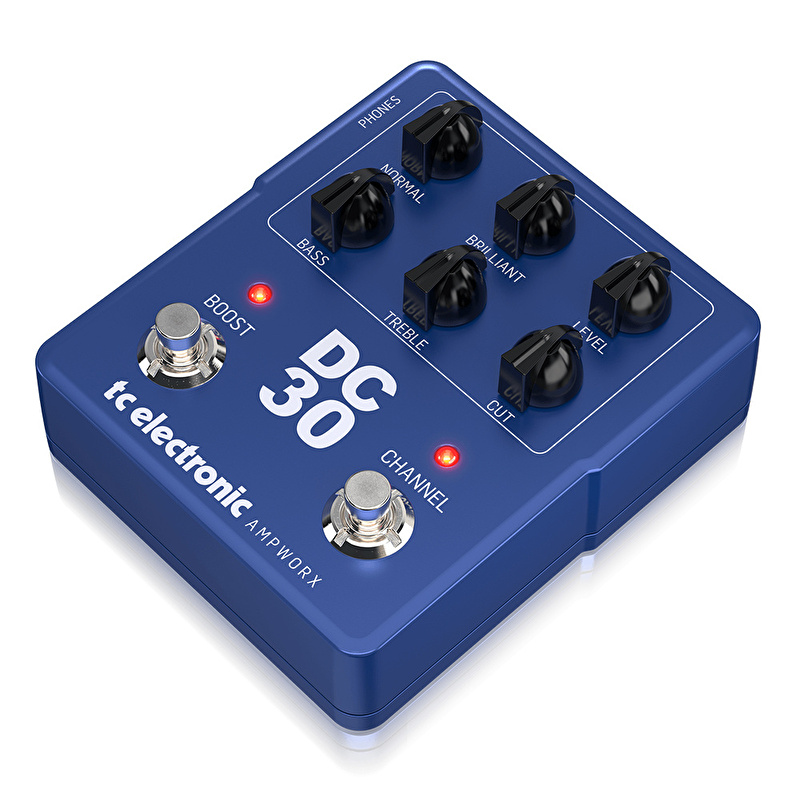 PHONES
NORMAL
BRILLIANT
LEVEL
BASS
TREBLE
CUT
BOOST
DC
30
CHANNEL
tc electronic
AMPWORX